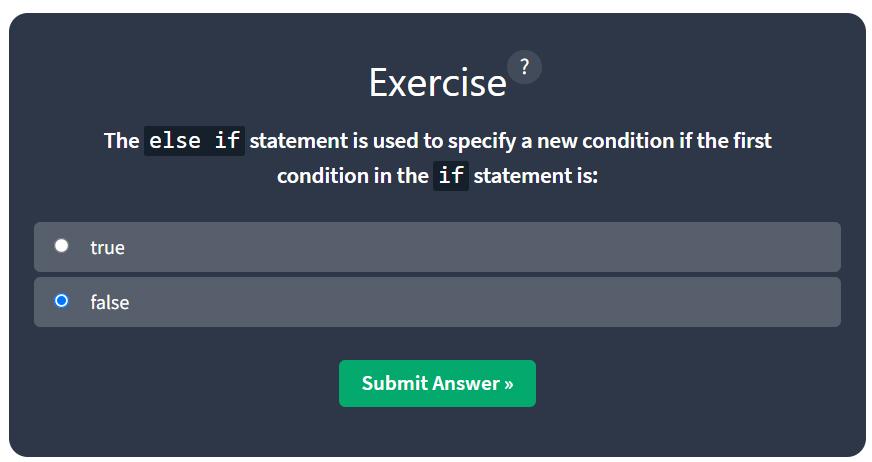 Exercise ?
The else if statement is used to specify a new condition if the first
condition in the if statement is:
true
false
Submit Answer »